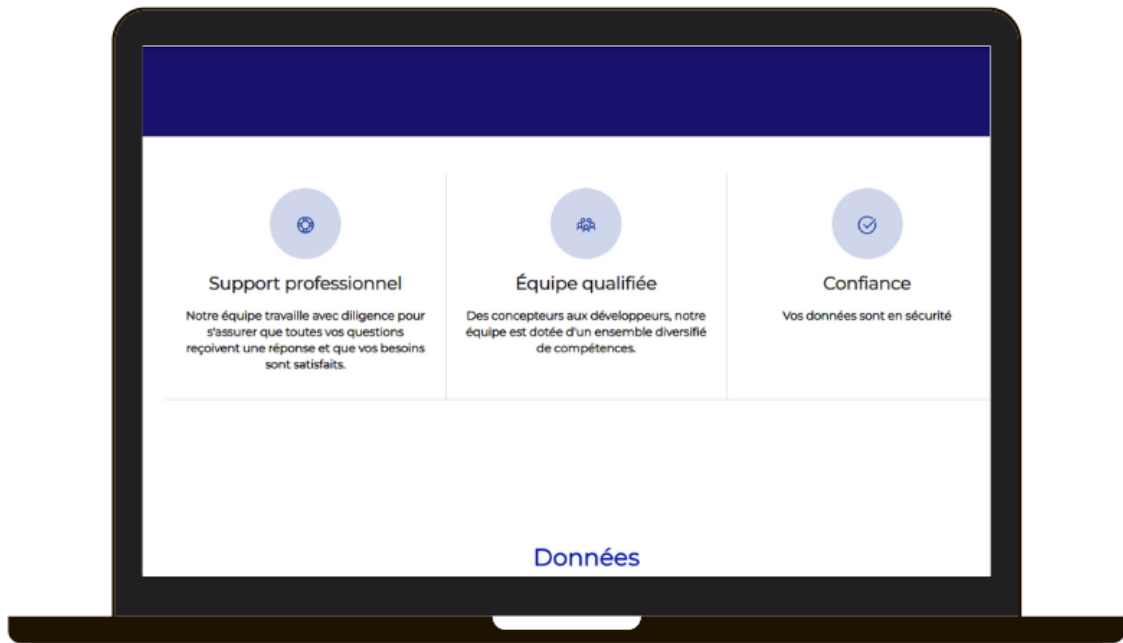 Support professionnel
Notre équipe travaille avec diligence pour
s'assurer que toutes vos questions
reçoivent une réponse et que vos besoins
sont satisfaits.
Équipe qualifiée
Des concepteurs aux développeurs, notre
équipe est dotée d'un ensemble diversifié
de compétences.
Confiance
Vos données sont en sécurité
Données